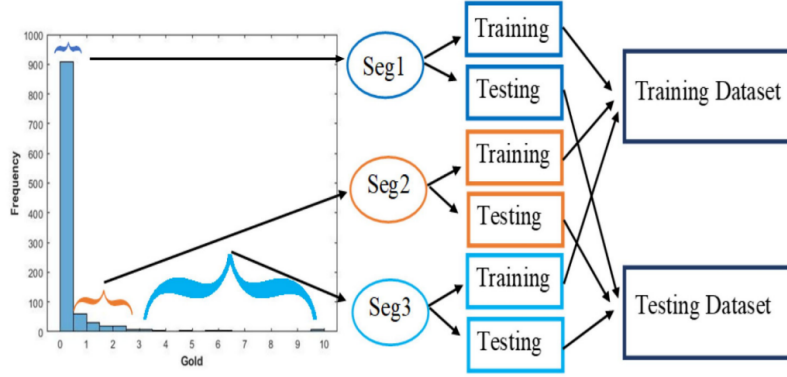 1000
900
800
700
600
500
400
300
200
100
0
Frequency
0 1 2 3 4 5 6 7 8 9 10
Gold
Seg1
Training
Testing
Seg2
Training
Testing
Seg3
Training
Testing
Training Dataset
Testing Dataset